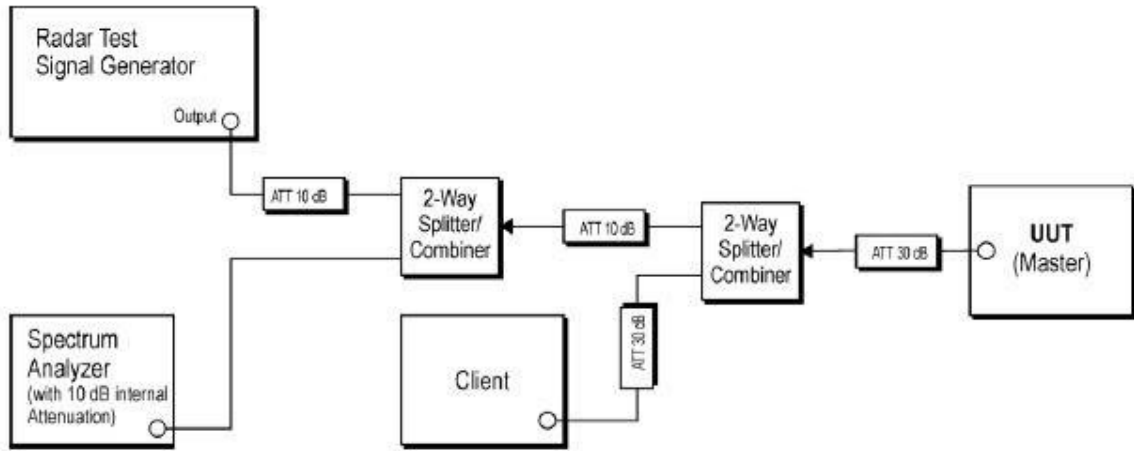 Radar Test
Signal Generator
Output
ATT 10 dB
2-Way
Splitter/
Combiner
ATT 10 dB
2-Way
Splitter/
Combiner
ATT 30 dB
UUT
(Master)
Spectrum
Analyzer
(with 10 dB internal
Attenuation)
Client
ATT 30 dB